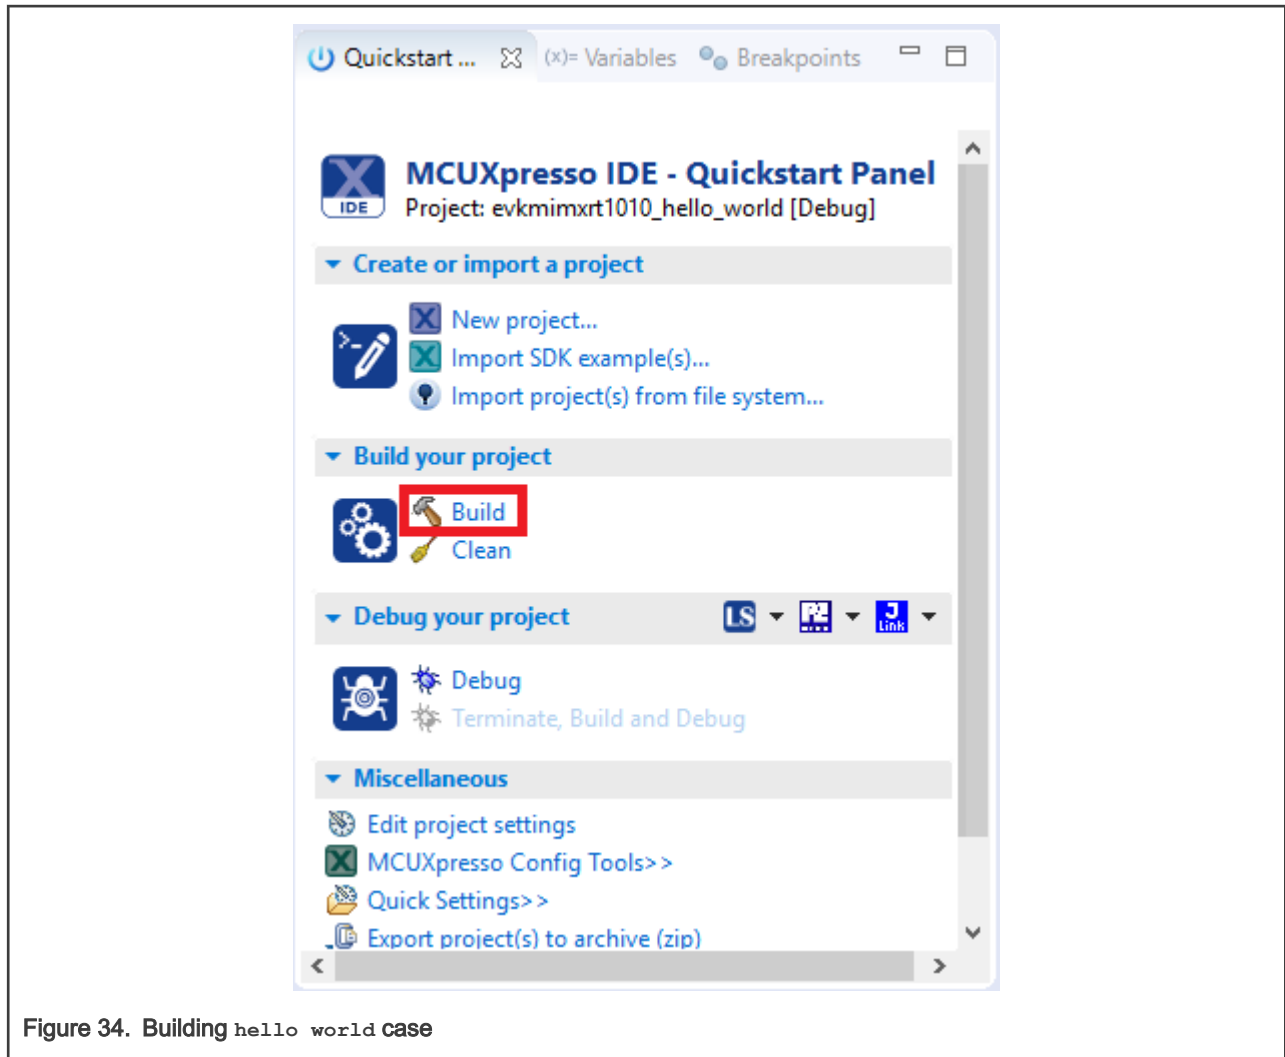 Quickstart ... (x)= Variables Breakpoints
MCUXpresso IDE - Quickstart Panel
IDE
Project: evkmimxrt1010_hello_world [Debug]
Create or import a project
New project...
Import SDK example(s)...
Import project(s) from file system...
Build your project
Build
Clean
Debug your project LS Link
Debug
Terminate, Build and Debug
Miscellaneous
Edit project settings
MCUXpresso Config Tools>>
Quick Settings>>
Export project(s) to archive (zip)
Figure 34. Building hello world case